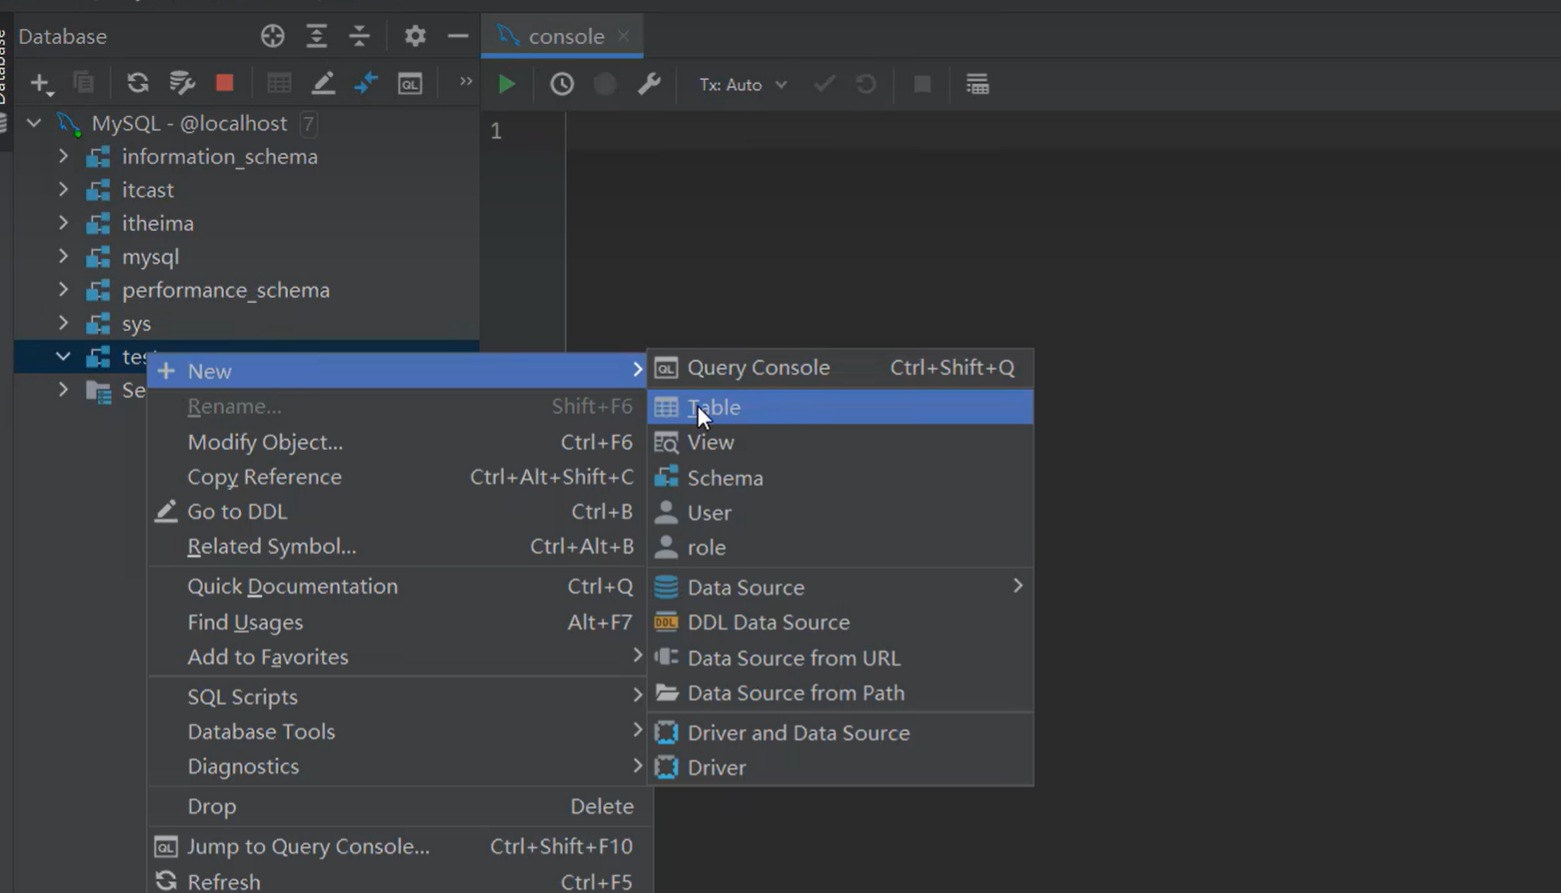 Database
Database
console
Tx: Auto
MySQL - @localhost 7
1
information_schema
itcast
itheima
mysql
performance_schema
sys
New
Rename... Shift+F6
Modify Object... Ctrl+F6
Copy Reference Ctrl+Alt+Shift+C
Go to DDL Ctrl+B
Related Symbol... Ctrl+Alt+B
Quick Documentation Ctrl+Q
Find Usages Alt+F7
Add to Favorites
SQL Scripts
Database Tools
Diagnostics
Drop Delete
QL Jump to Query Console... Ctrl+Shift+F10
Refresh Ctrl+F5
QL Query Console Ctrl+Shift+Q
Table
View
Schema
User
role
Data Source
DDL DDL Data Source
Data Source from URL
Data Source from Path
Driver and Data Source
Driver